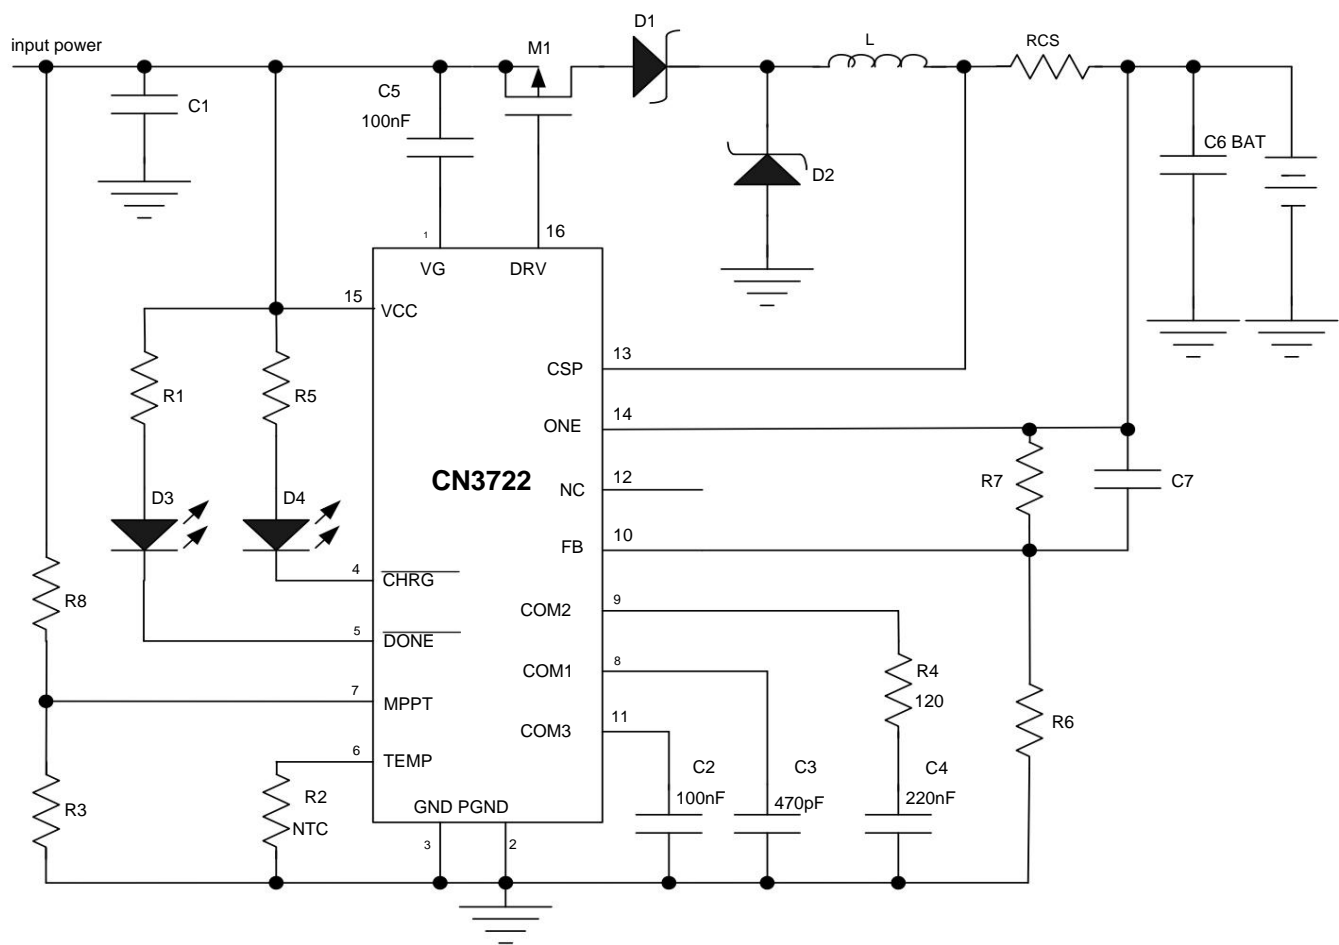 D1
input power
M1
L
RCS
C5
100nF
C1
C6 BAT
D2
1
16
VG
DRV
15
VCC
13
CSP
R1
R5
14
ONE
CN3722
12
NC
R7
C7
D3
D4
10
FB
4
CHRG
R8
9
COM2
5
DONE
8
COM1
R4
120
7
MPPT
11
COM3
R6
6
TEMP
C2
100nF
C3
470pF
C4
220nF
R2
NTC
R3
GND PGND
3
2